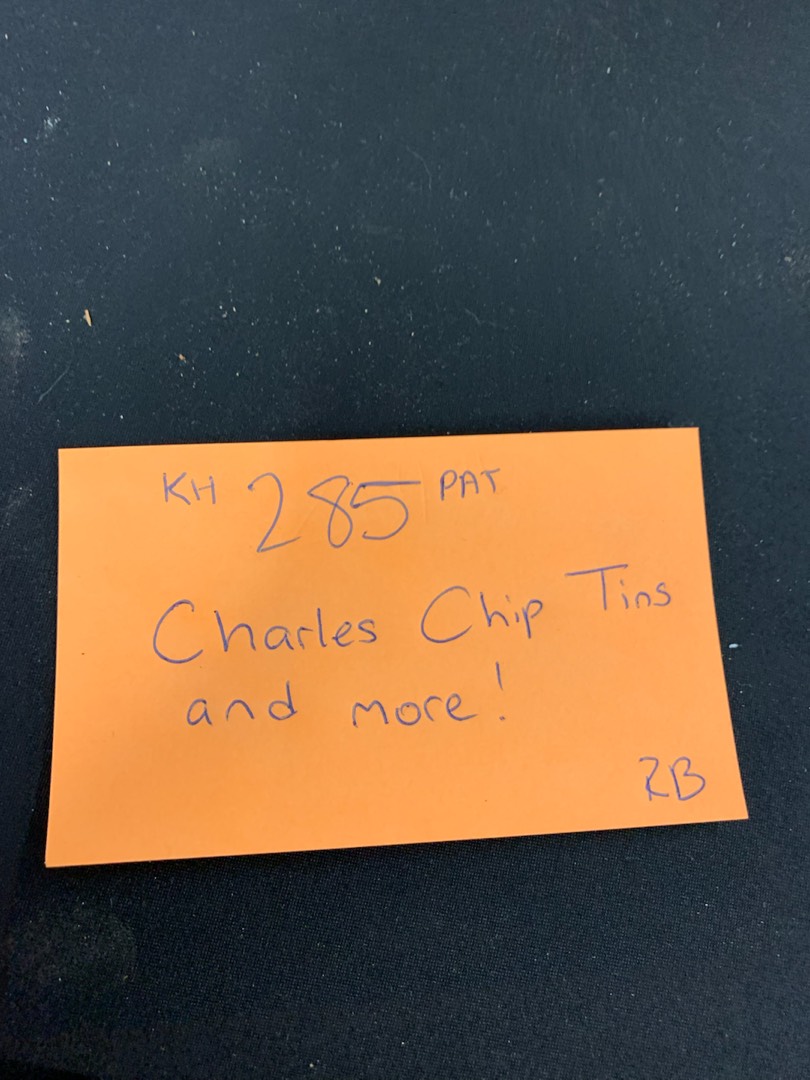 KH 285 PAT
Charles Chip Tins
and more!
RB